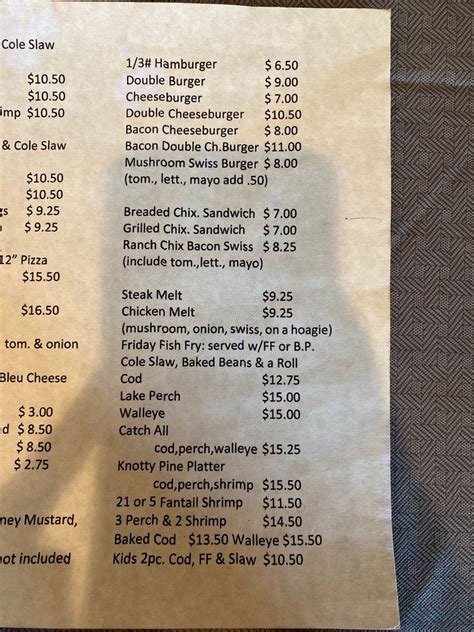 Cole Slaw
$10.50
$10.50
imp $10.50
& Cole Slaw
$10.50
$10.50
gs $ 9.25
$ 9.25
12” Pizza
$15.50
$16.50
tom. & onion
Bleu Cheese
$ 3.00
d $ 8.50
$ 8.50
$ 2.75
ney Mustard,
not included
1/3# Hamburger $ 6.50
Double Burger $ 9.00
Cheeseburger $ 7.00
Double Cheeseburger $10.50
Bacon Cheeseburger $ 8.00
Bacon Double Ch.Burger $11.00
Mushroom Swiss Burger $ 8.00
(tom., lett., mayo add .50)
Breaded Chix. Sandwich $ 7.00
Grilled Chix. Sandwich $ 7.00
Ranch Chix Bacon Swiss $ 8.25
(include tom.,lett., mayo)
Steak Melt $9.25
Chicken Melt $9.25
(mushroom, onion, swiss, on a hoagie)
Friday Fish Fry: served w/FF or B.P.
Cole Slaw, Baked Beans & a Roll
Cod $12.75
Lake Perch $15.00
Walleye $15.00
Catch All
cod,perch,walleye $15.25
Knotty Pine Platter
cod,perch,shrimp $15.50
21 or 5 Fantail Shrimp $11.50
3 Perch & 2 Shrimp $14.50
Baked Cod $13.50 Walleye $15.50
Kids 2pc. Cod, FF & Slaw $10.50